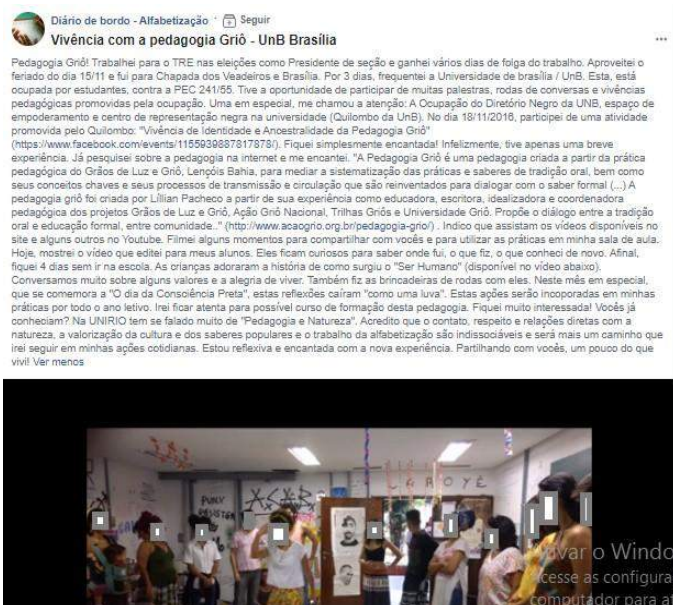 Diário de bordo - Alfabetização · Seguir
Vivência com a pedagogia Griô - UnB Brasília
Pedagogia Griô! Trabalhei para o TRE nas eleições como Presidente de seção e ganhei vários dias de folga do trabalho. Aproveitei o
feriado do dia 15/11 e fui para Chapada dos Veadeiros e Brasília. Por 3 dias, frequentei a Universidade de brasília / UnB. Esta, está
ocupada por estudantes, contra a PEC 241/55. Tive a oportunidade de participar de muitas palestras, rodas de conversas e vivências
pedagógicas promovidas pela ocupação. Uma em especial, me chamou a atenção: A Ocupação do Diretório Negro da UNB, espaço de
empoderamento e centro de representação negra na universidade (Quilombo da UnB). No dia 18/11/2016, participei de uma atividade
promovida pelo Quilombo: "Vivência de Identidade e Ancestralidade da Pedagogia Griô"
(https://www.facebook.com/events/1155939887817878/). Fiquei simplesmente encantada! Infelizmente, tive apenas uma breve
experiência. Já pesquisei sobre a pedagogia na internet e me encantei. "A Pedagogia Griô é uma pedagogia criada a partir da prática
pedagógica do Grãos de Luz e Griô, Lençóis Bahia, para mediar a sistematização das práticas e saberes de tradição oral, bem como
seus conceitos chaves e seus processos de transmissão e circulação que são reinventados para dialogar com o saber formal (...) A
pedagogia griô foi criada por Líllian Pacheco a partir de sua experiência como educadora, escritora, idealizadora e coordenadora
pedagógica dos projetos Grãos de Luz e Griô, Ação Griô Nacional, Trilhas Griôs e Universidade Griô. Propõe o diálogo entre a tradição
oral e educação formal, entre comunidade..." (http://www.acaogrio.org.br/pedagogia-grio/) . Indico que assistam os vídeos disponíveis no
site e alguns outros no Youtube. Filmei alguns momentos para compartilhar com vocês e para utilizar as práticas em minha sala de aula.
Hoje, mostrei o vídeo que editei para meus alunos. Eles ficam curiosos para saber onde fui, o que fiz, o que conheci de novo. Afinal,
fiquei 4 dias sem ir na escola. As crianças adoraram a história de como surgiu o "Ser Humano" (disponível no vídeo abaixo).
Conversamos muito sobre alguns valores e a alegria de viver. Também fiz as brincadeiras de rodas com eles. Neste mês em especial,
que se comemora a "O dia da Consciência Preta", estas reflexões caíram "como uma luva". Estas ações serão incoporadas em minhas
práticas por todo o ano letivo. Irei ficar atenta para possível curso de formação desta pedagogia. Fiquei muito interessada! Vocês já
conheciam? Na UNIRIO tem se falado muito de "Pedagogia e Natureza". Acredito que o contato, respeito e relações diretas com a
natureza, a valorização da cultura e dos saberes populares e o trabalho da alfabetização são indissociáveis e será mais um caminho que
irei seguir em minhas ações cotidianas. Estou reflexiva e encantada com a nova experiência. Partilhando com vocês, um pouco do que
vivi! Ver menos
PUNK
LAROYÊ
var o Windo
cesse as configura
computador para at